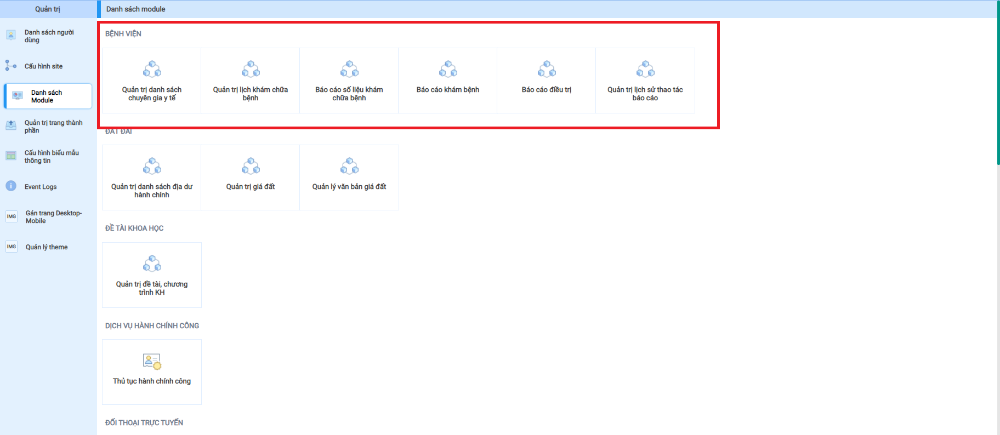 Quản trị
Danh sách người
dùng
Cấu hình site
Danh sách
Module
Quản trị trang thành
phần
Cấu hình biểu mẫu
thông tin
Event Logs
IMG
Gán trang Desktop-
Mobile
IMG
Quản lý theme
Danh sách module
BỆNH VIỆN
Quản trị danh sách
chuyên gia y tế
Quản trị lịch khám chữa
bệnh
Báo cáo số liệu khám
chữa bệnh
Báo cáo khám bệnh
Báo cáo điều trị
Quản trị lịch sử thao tác
báo cáo
ĐẤT ĐAI
Quản trị danh sách địa dư
hành chính
Quản trị giá đất
Quản lý văn bản giá đất
ĐỀ TÀI KHOA HỌC
Quản trị đề tài, chương
trình KH
DỊCH VỤ HÀNH CHÍNH CÔNG
Thủ tục hành chính công
ĐỐI THOẠI TRỰC TUYẾN